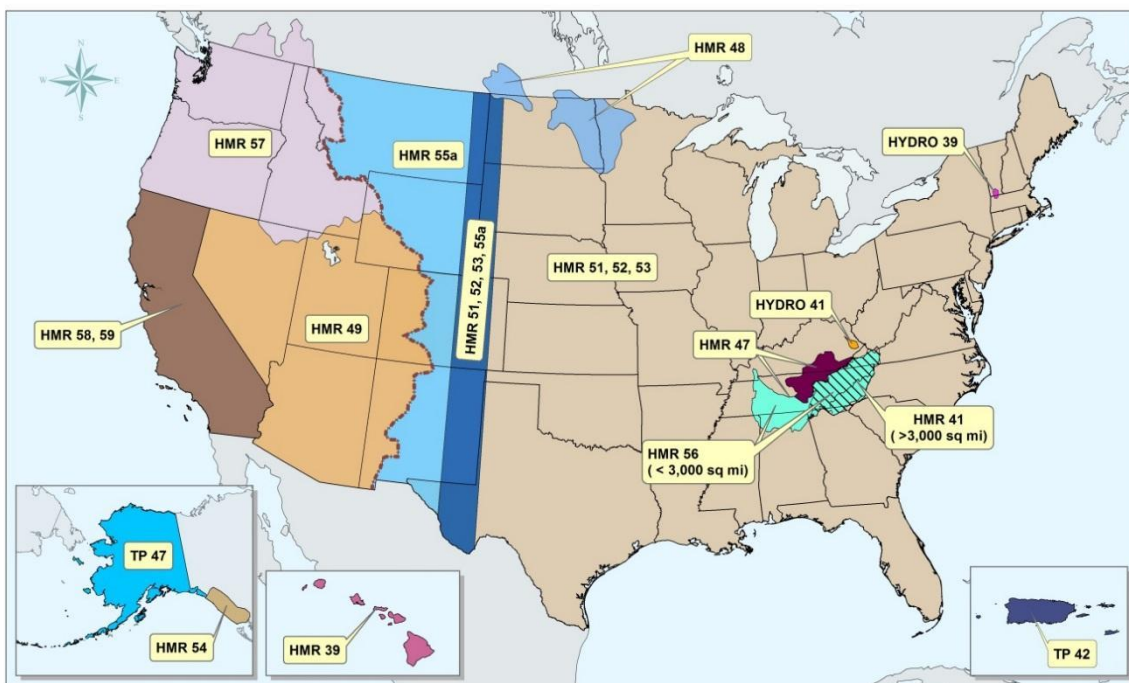 HMR 48
N
W E
S
HYDRO 39
HMR 57
HMR 55a
HMR 51, 52, 53, 55a
HMR 51, 52, 53
HYDRO 41
HMR 58, 59
HMR 49
HMR 47
HMR 41
( >3,000 sq mi)
HMR 56
( < 3,000 sq mi)
TP 47
HMR 54
HMR 39
TP 42